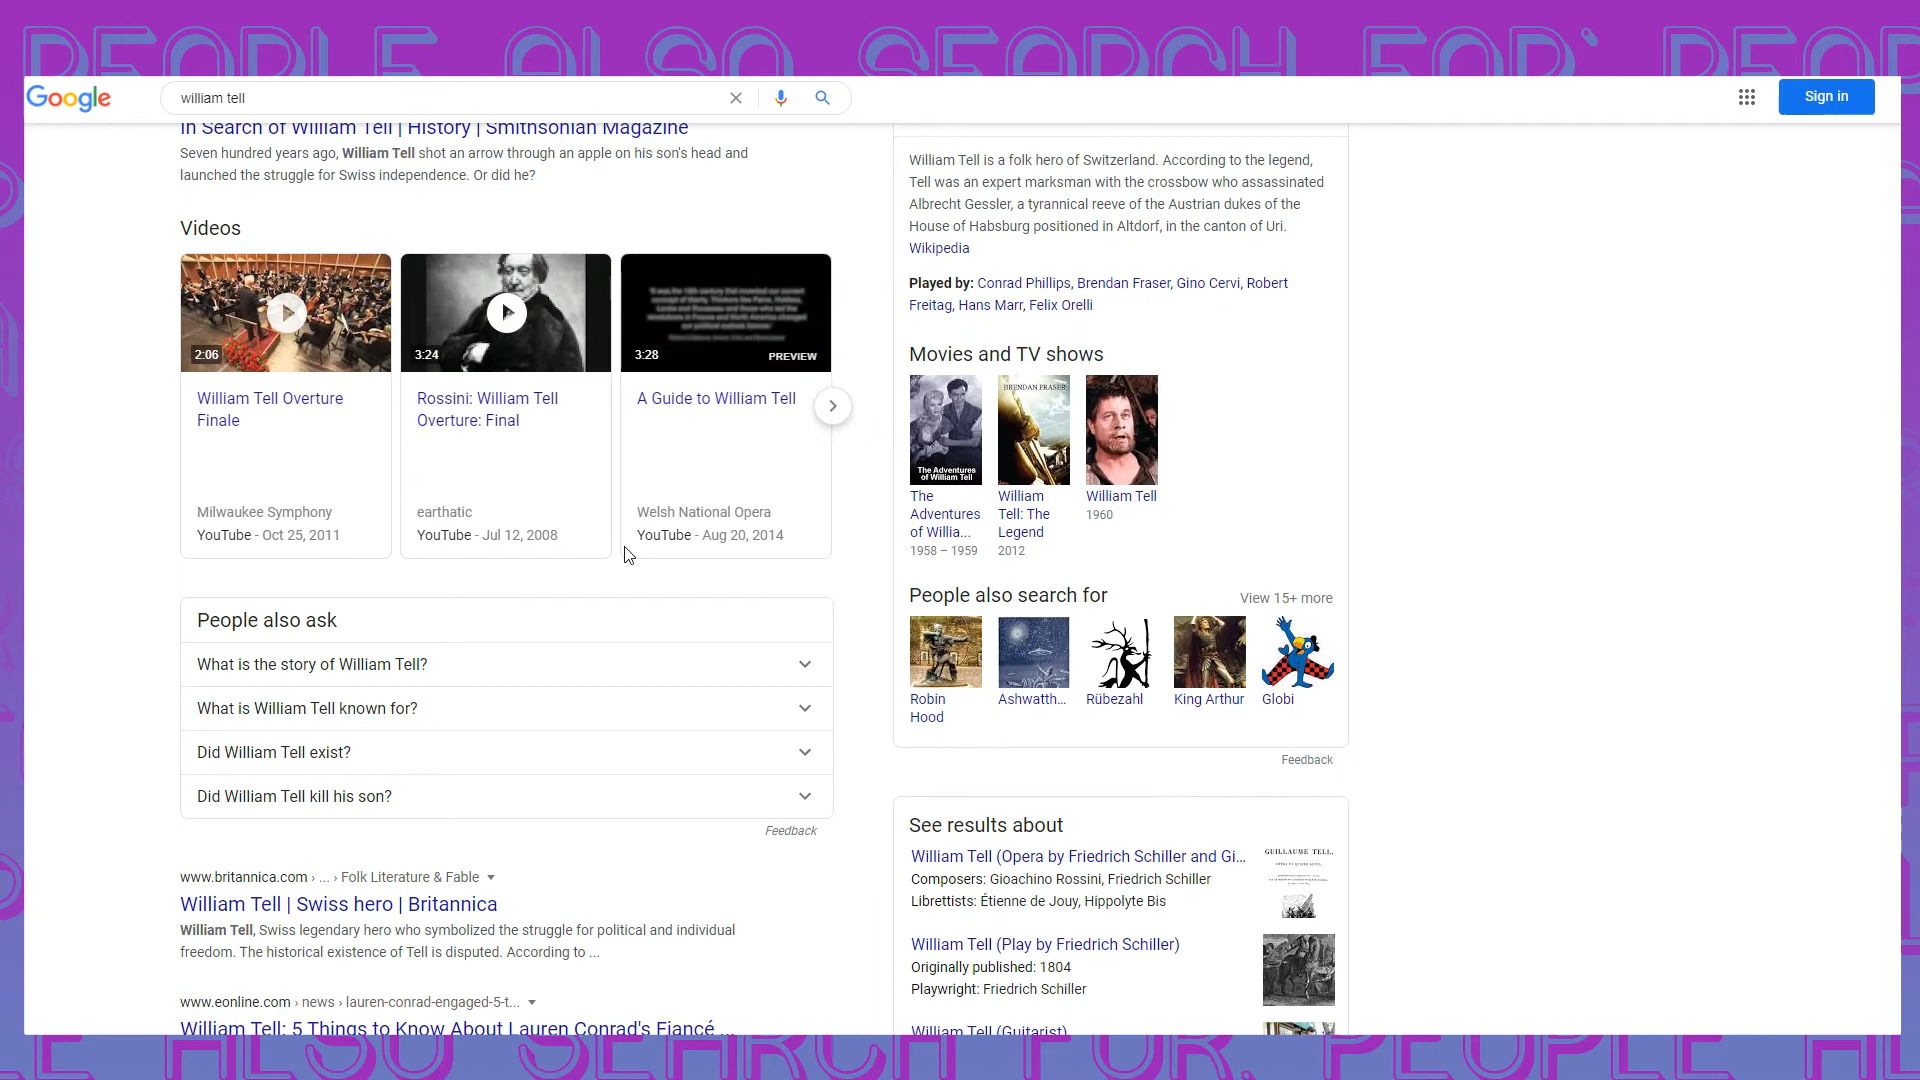 PEOPLE ALSO SEARCH FOR PEOP
Google
william tell
Sign in
In Search of William Tell | History | Smithsonian Magazine
Seven hundred years ago, William Tell shot an arrow through an apple on his son's head and
launched the struggle for Swiss independence. Or did he?
Videos
2:06
3:24
3:28
PREVIEW
William Tell Overture
Finale
Milwaukee Symphony
YouTube - Oct 25, 2011
Rossini: William Tell
Overture: Final
earthatic
YouTube - Jul 12, 2008
A Guide to William Tell
Welsh National Opera
YouTube - Aug 20, 2014
People also ask
What is the story of William Tell?
What is William Tell known for?
Did William Tell exist?
Did William Tell kill his son?
Feedback
www.britannica.com › ... › Folk Literature & Fable
William Tell | Swiss hero | Britannica
William Tell, Swiss legendary hero who symbolized the struggle for political and individual
freedom. The historical existence of Tell is disputed. According to ...
www.eonline.com › news › lauren-conrad-engaged-5-t...
William Tell: 5 Things to Know About Lauren Conrad's Fiancé ...
William Tell is a folk hero of Switzerland. According to the legend,
Tell was an expert marksman with the crossbow who assassinated
Albrecht Gessler, a tyrannical reeve of the Austrian dukes of the
House of Habsburg positioned in Altdorf, in the canton of Uri.
Wikipedia
Played by: Conrad Phillips, Brendan Fraser, Gino Cervi, Robert
Freitag, Hans Marr, Felix Orelli
Movies and TV shows
The Adventures
of William Tell
BRENDAN FRASER
The
Adventures
of Willia...
1958 – 1959
William
Tell: The
Legend
2012
William Tell
1960
People also search for
View 15+ more
Robin
Hood
Ashwatth...
Rübezahl
King Arthur
Globi
Feedback
See results about
William Tell (Opera by Friedrich Schiller and Gi...
Composers: Gioachino Rossini, Friedrich Schiller
Librettists: Étienne de Jouy, Hippolyte Bis
GUILLAUME TELL,
William Tell (Play by Friedrich Schiller)
Originally published: 1804
Playwright: Friedrich Schiller
William Tell (Guitarist)
LE ALSO SEARCH FOR, PEOPLE AL